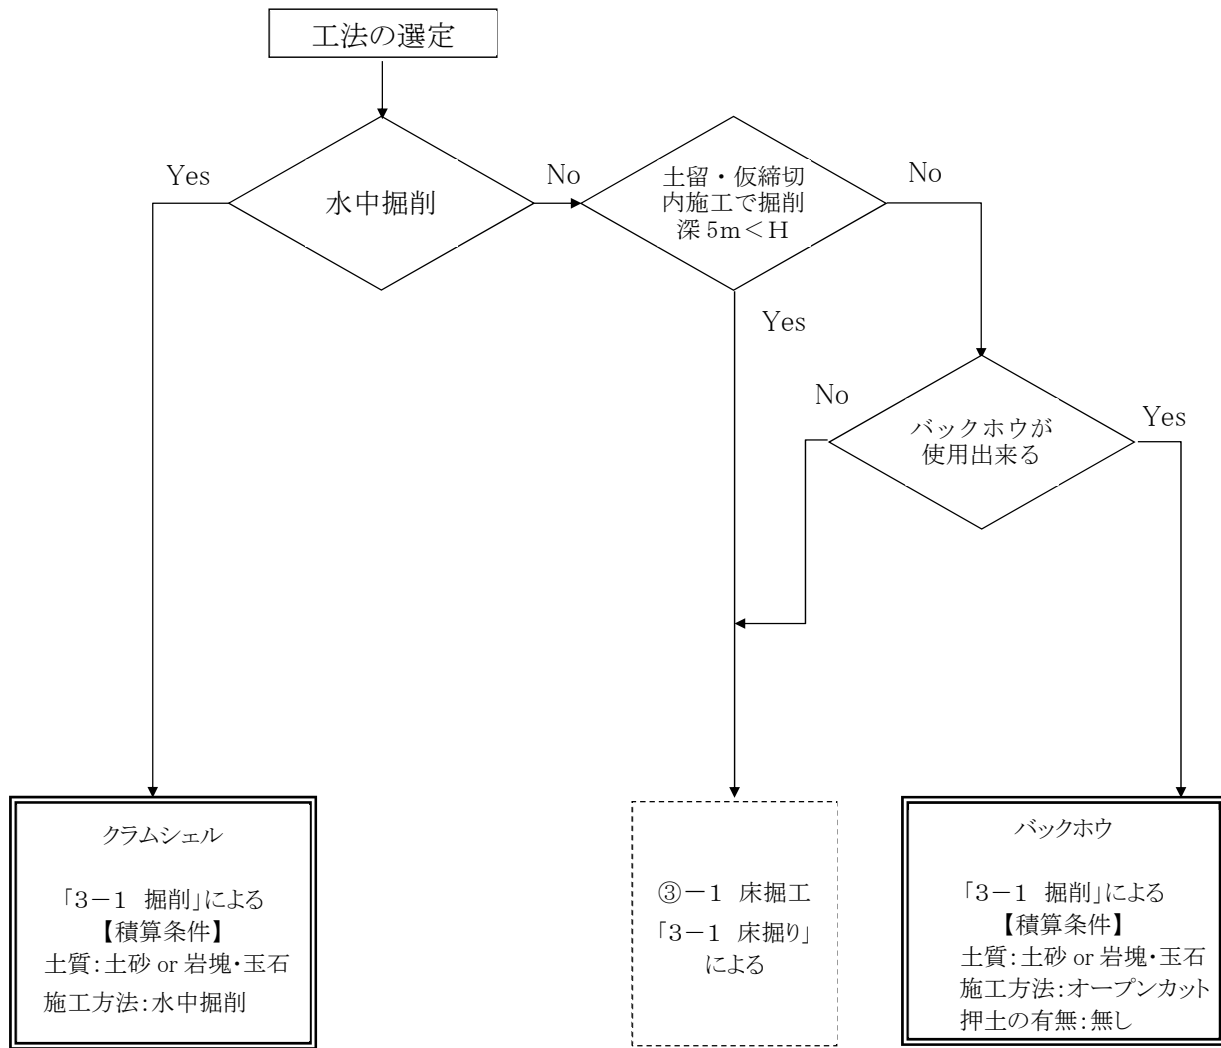 工法の選定
Yes
水中掘削
No
土留・仮締切
内施工で掘削
深 5m＜H
No
Yes
No
バックホウが
使用出来る
Yes
クラムシェル
「3－1 掘削」による
【積算条件】
土質：土砂 or 岩塊・玉石
施工方法：水中掘削
③－1 床掘工
「3－1 床掘り」
による
バックホウ
「3－1 掘削」による
【積算条件】
土質：土砂 or 岩塊・玉石
施工方法：オープンカット
押土の有無：無し